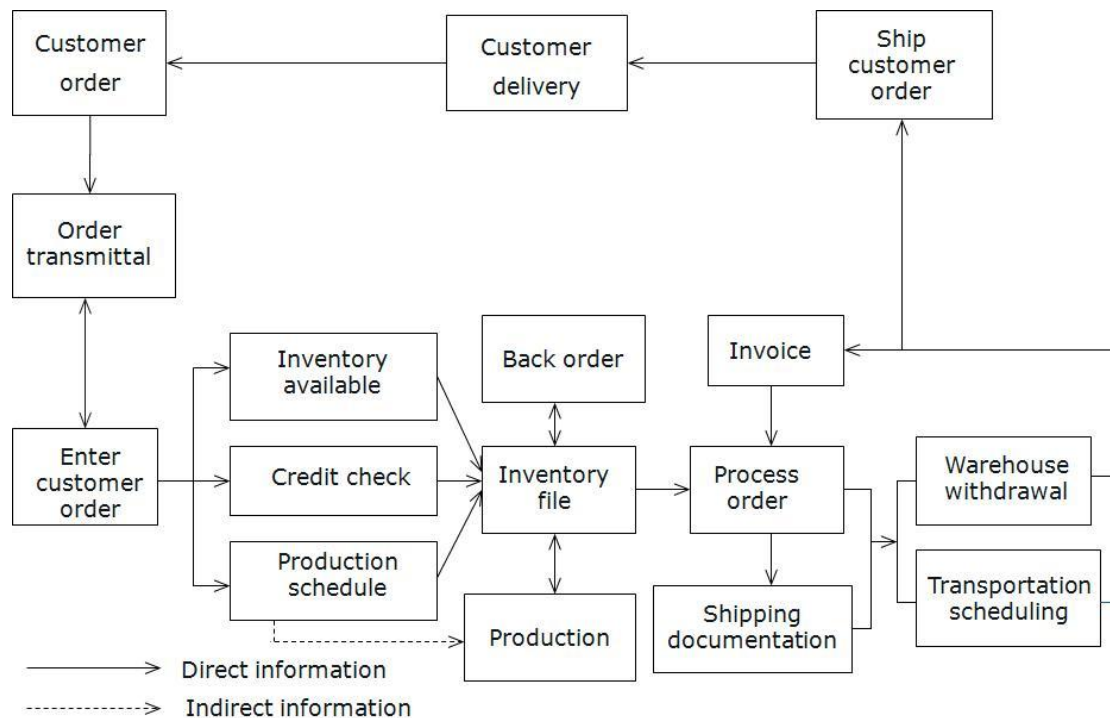 Customer
order
Customer
delivery
Ship
customer
order
Order
transmittal
Inventory
available
Back order
Invoice
Enter
customer
order
Credit check
Inventory
file
Process
order
Warehouse
withdrawal
Production
schedule
Production
Shipping
documentation
Transportation
scheduling
Direct information
Indirect information